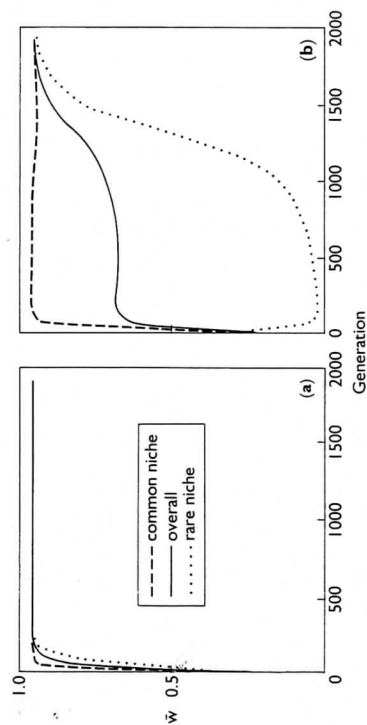 1.0
0.5
w̄
common niche
overall
rare niche
(a)
0
500
1000
1500
2000
(b)
0
500
1000
1500
2000
Generation